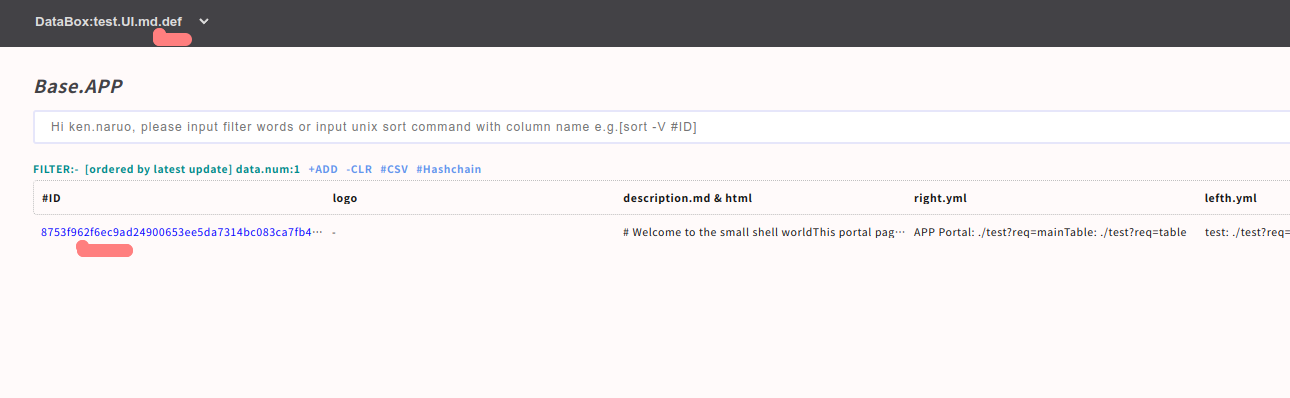 DataBox:test.UI.md.def
Base.APP
Hi ken.naruo, please input filter words or input unix sort command with column name e.g.[sort -V #ID]
FILTER:- [ordered by latest update] data.num:1 +ADD -CLR #CSV #Hashchain
#ID logo description.md & html right.yml lefth.yml
8753f962f6ec9ad24900653ee5da7314bc083ca7fb4··· - # Welcome to the small shell worldThis portal pag··· APP Portal: ./test?req=mainTable: ./test?req=table test: ./test?req=